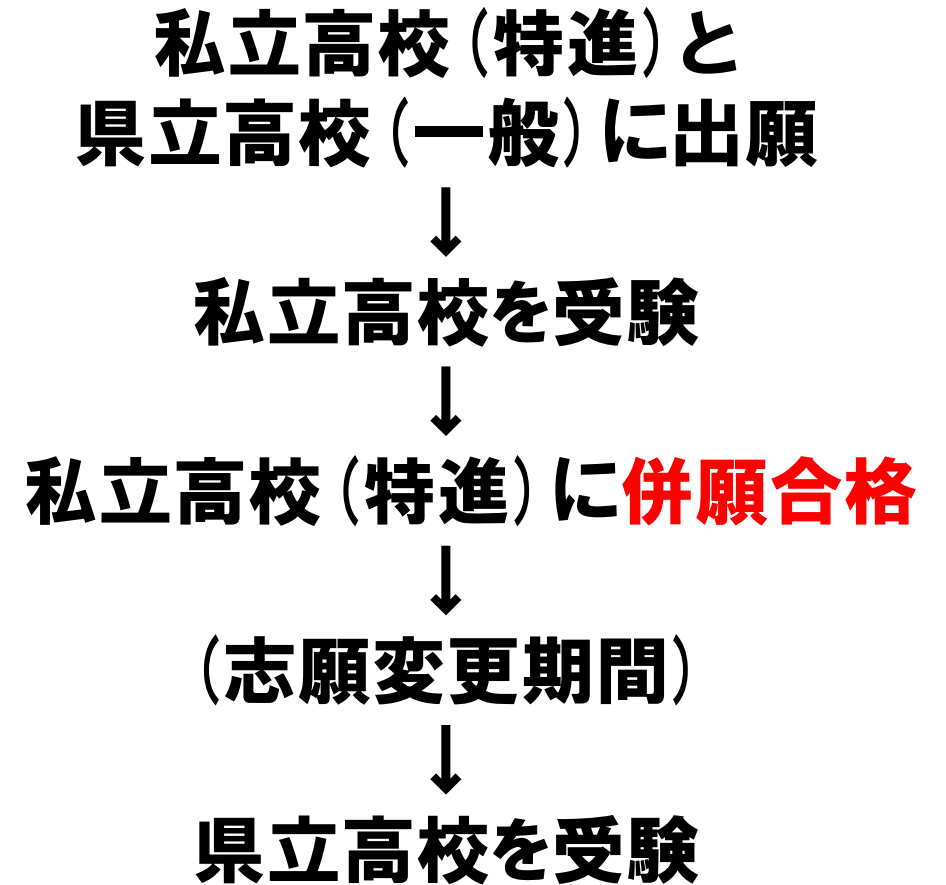 私立高校(特進)と
県立高校(一般)に出願
↓
私立高校を受験
↓
私立高校(特進)に併願合格
↓
(志願変更期間)
↓
県立高校を受験